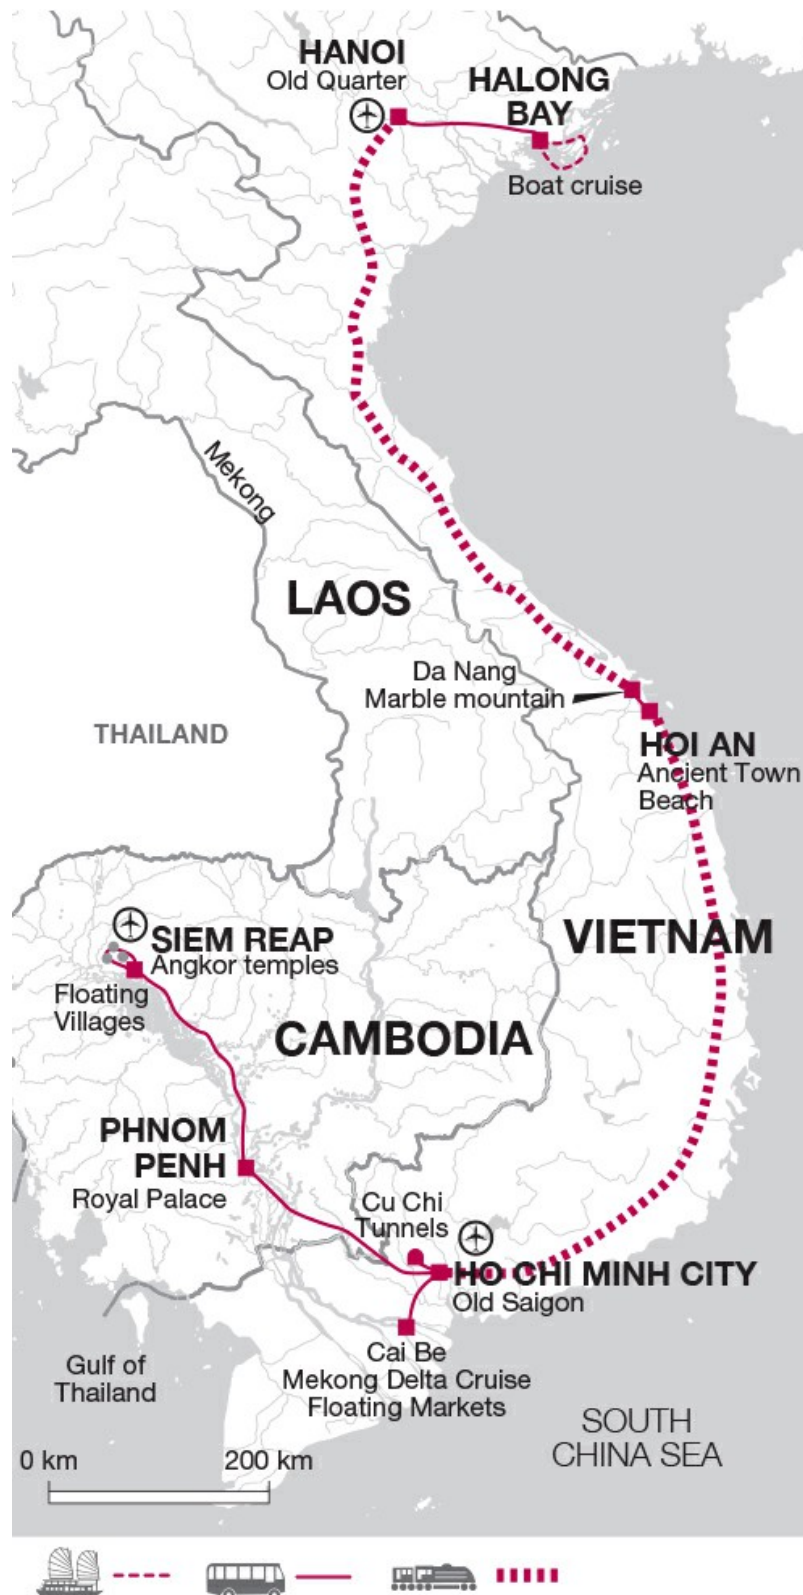 HANOI
Old Quarter
HALONG
BAY
Boat cruise
Mekong
LAOS
Da Nang
Marble mountain
THAILAND
HOI AN
Ancient Town
Beach
VIETNAM
SIEM REAP
Angkor temples
Floating
Villages
CAMBODIA
PHNOM
PENH
Royal Palace
Cu Chi
Tunnels
HO CHI MINH CITY
Old Saigon
Cai Be
Mekong Delta Cruise
Floating Markets
Gulf of
Thailand
SOUTH
CHINA SEA
0 km 200 km